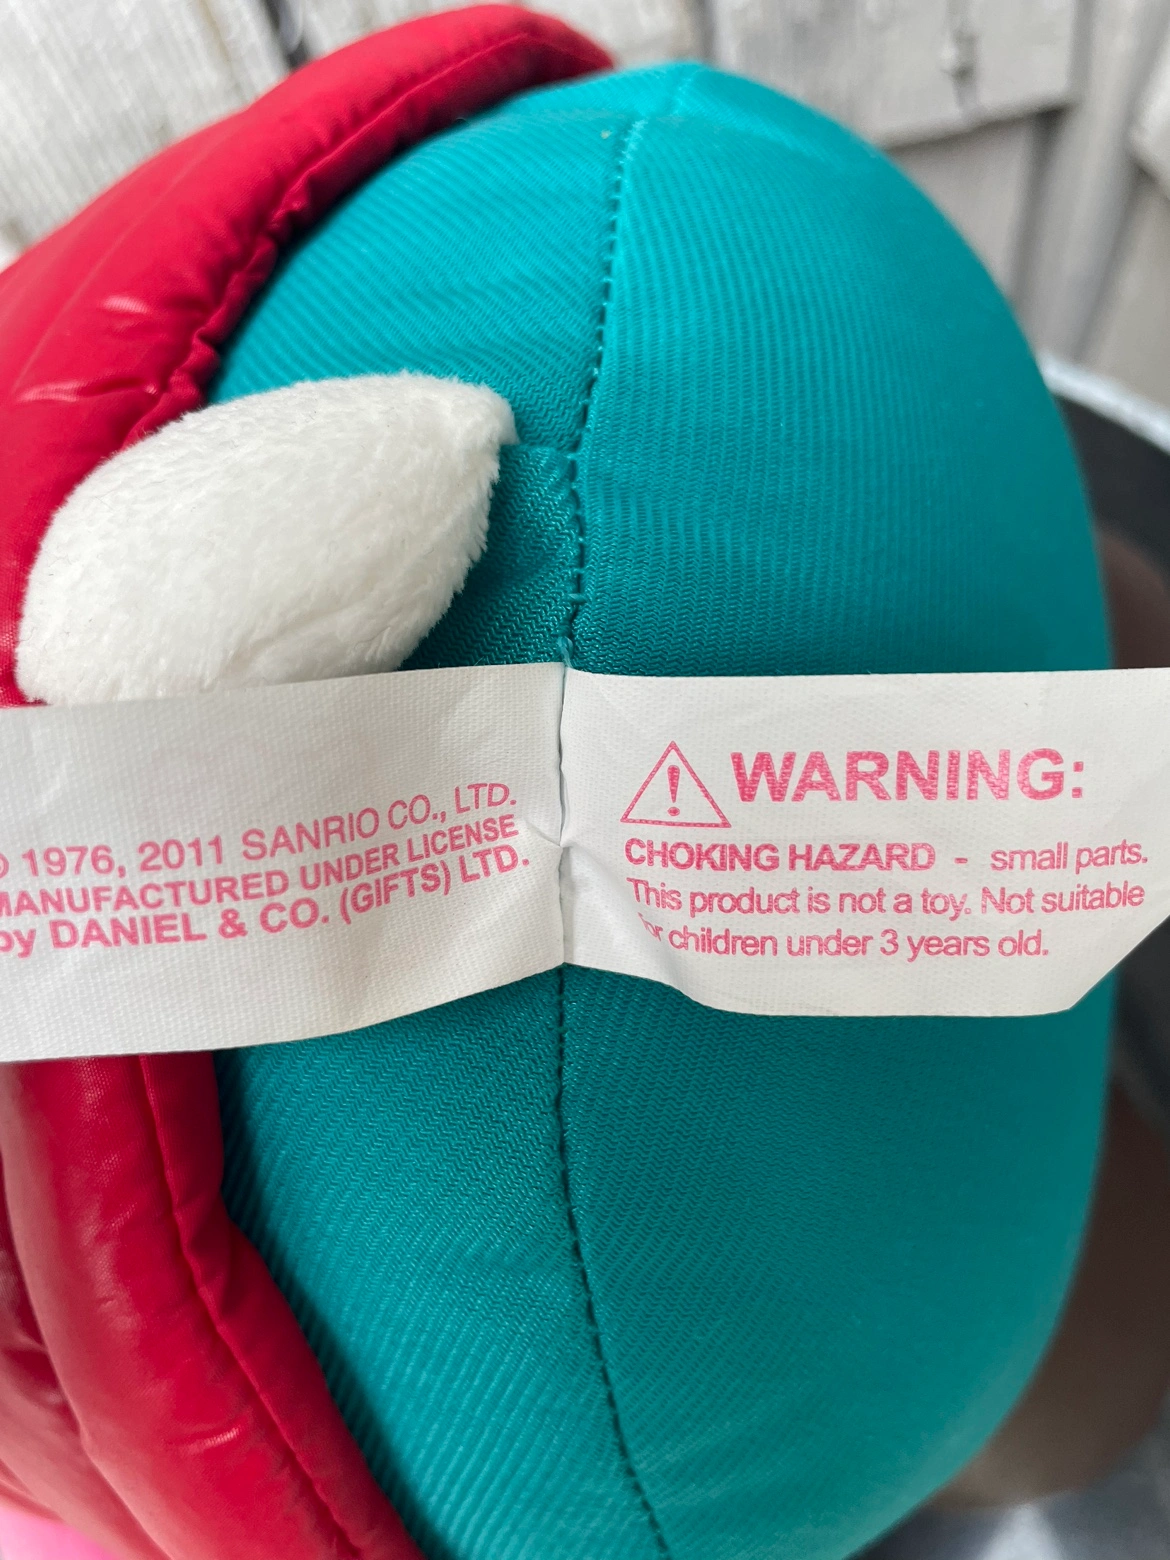 © 1976, 2011 SANRIO CO., LTD.
MANUFACTURED UNDER LICENSE
by DANIEL & CO. (GIFTS) LTD.
WARNING:
CHOKING HAZARD - small parts.
This product is not a toy. Not suitable
for children under 3 years old.